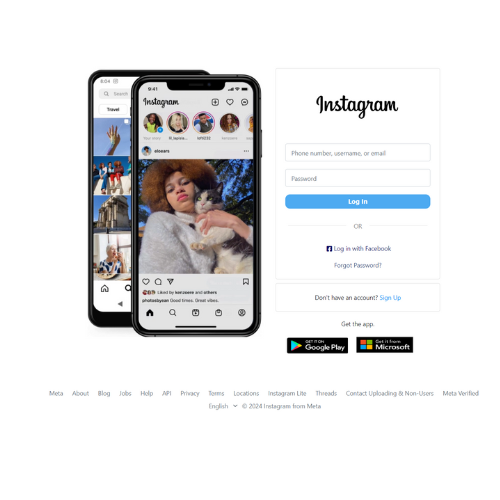 8:04
Search
Travel
9:41
Instagram
Your Story
lil_lapisla...
lofti232
kenzoere
sapph...
eloears
Liked by kenzoere and others
photosbyean Good times. Great vibes.
Instagram
Phone number, username, or email
Password
Log in
OR
Log in with Facebook
Forgot Password?
Don't have an account? Sign Up
Get the app.
GET IT ON
Google Play
Get it from
Microsoft
Meta About Blog Jobs Help API Privacy Terms Locations Instagram Lite Threads Contact Uploading & Non-Users Meta Verified
English © 2024 Instagram from Meta